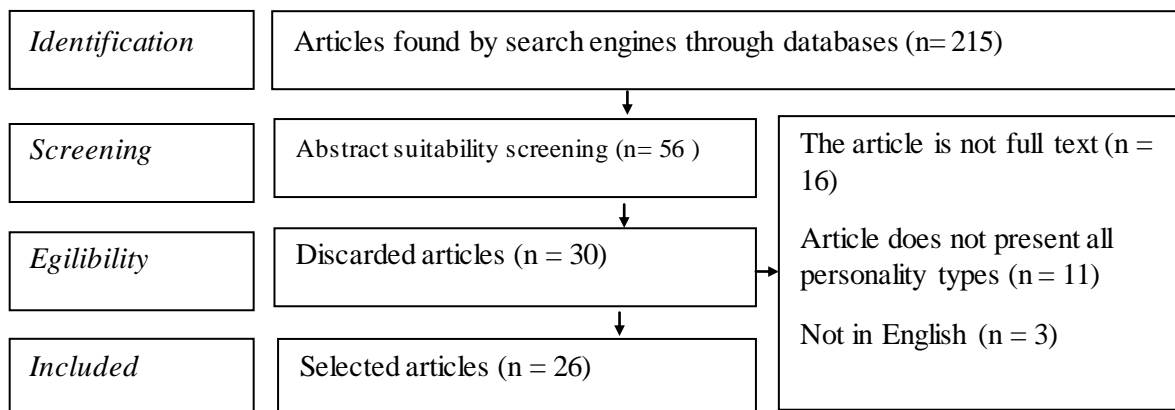 Identification
Articles found by search engines through databases (n= 215)
Screening
Abstract suitability screening (n= 56 )
The article is not full text (n =
16)
Article does not present all
personality types (n = 11)
Not in English (n = 3)
Egilibility
Discarded articles (n = 30)
Included
Selected articles (n = 26)